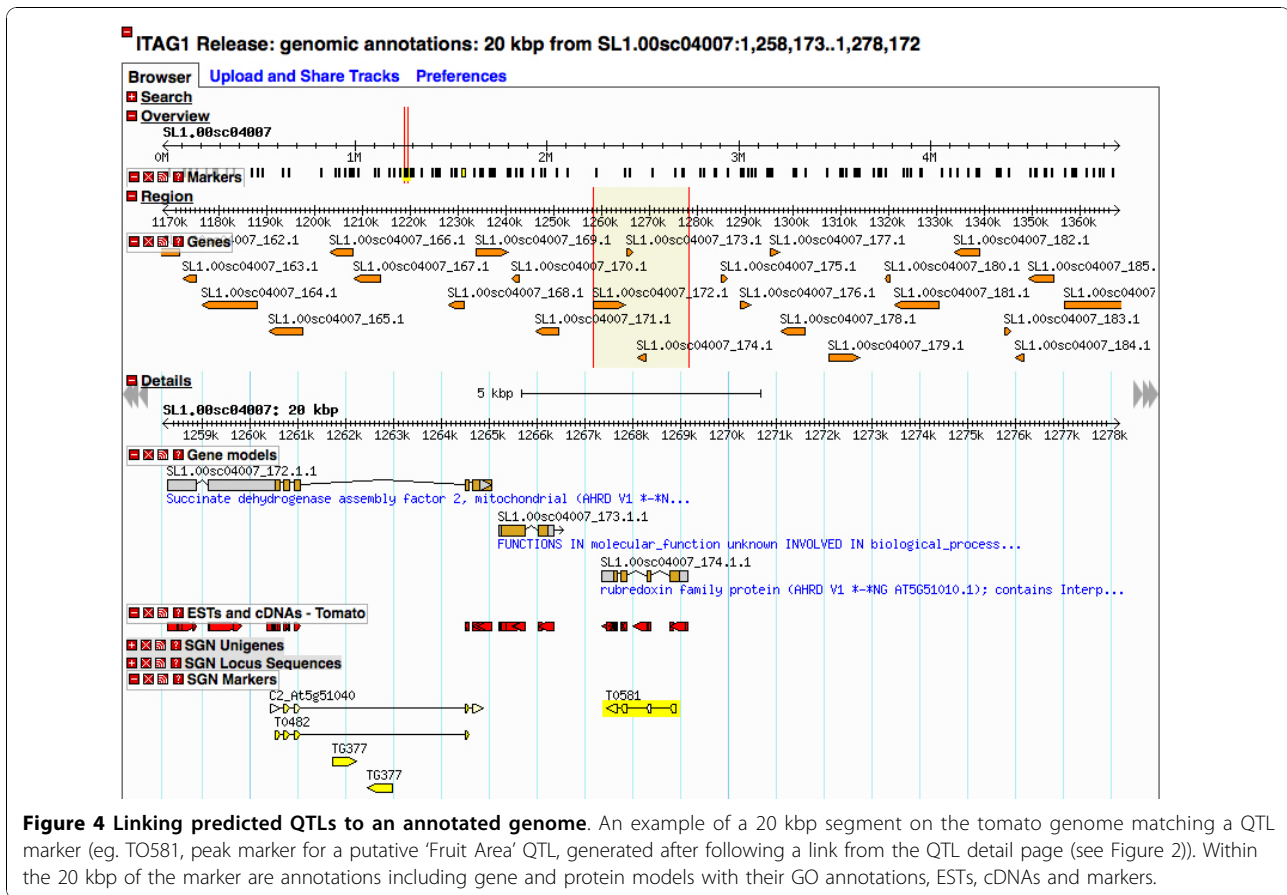 ITAG1 Release: genomic annotations: 20 kbp from SL1.00sc04007:1,258,173..1,278,172
Browser Upload and Share Tracks Preferences
Search
Overview
SL1.00sc04007
0M 1M 2M 3M 4M
Markers
Region
1170k 1180k 1190k 1200k 1210k 1220k 1230k 1240k 1250k 1260k 1270k 1280k 1290k 1300k 1310k 1320k 1330k 1340k 1350k 1360k
Genes
04007_162.1 SL1.00sc04007_166.1 SL1.00sc04007_169.1 SL1.00sc04007_173.1 SL1.00sc04007_177.1 SL1.00sc04007_182.1
SL1.00sc04007_163.1 SL1.00sc04007_167.1 SL1.00sc04007_170.1 SL1.00sc04007_175.1 SL1.00sc04007_180.1 SL1.00sc04007_185.
SL1.00sc04007_164.1 SL1.00sc04007_168.1 SL1.00sc04007_172.1 SL1.00sc04007_176.1 SL1.00sc04007_181.1 SL1.00sc04007
SL1.00sc04007_165.1 SL1.00sc04007_171.1 SL1.00sc04007_178.1 SL1.00sc04007_183.1
SL1.00sc04007_174.1 SL1.00sc04007_179.1 SL1.00sc04007_184.1
Details
5 kbp
SL1.00sc04007: 20 kbp
1259k 1260k 1261k 1262k 1263k 1264k 1265k 1266k 1267k 1268k 1269k 1270k 1271k 1272k 1273k 1274k 1275k 1276k 1277k 1278k
Gene models
SL1.00sc04007_172.1.1
Succinate dehydrogenase assembly factor 2, mitochondrial (AHRD V1 *-*N...
SL1.00sc04007_173.1.1
FUNCTIONS IN molecular_function unknown INVOLVED IN biological_process...
SL1.00sc04007_174.1.1
rubredoxin family protein (AHRD V1 *-*NG AT5G51010.1); contains Interp...
ESTs and cDNAs - Tomato
SGN Unigenes
SGN Locus Sequences
SGN Markers
C2_At5g51040 TO581
TO482
TG377
TG377
Figure 4 Linking predicted QTLs to an annotated genome. An example of a 20 kbp segment on the tomato genome matching a QTL
marker (eg. TO581, peak marker for a putative 'Fruit Area' QTL, generated after following a link from the QTL detail page (see Figure 2)). Within
the 20 kbp of the marker are annotations including gene and protein models with their GO annotations, ESTs, cDNAs and markers.